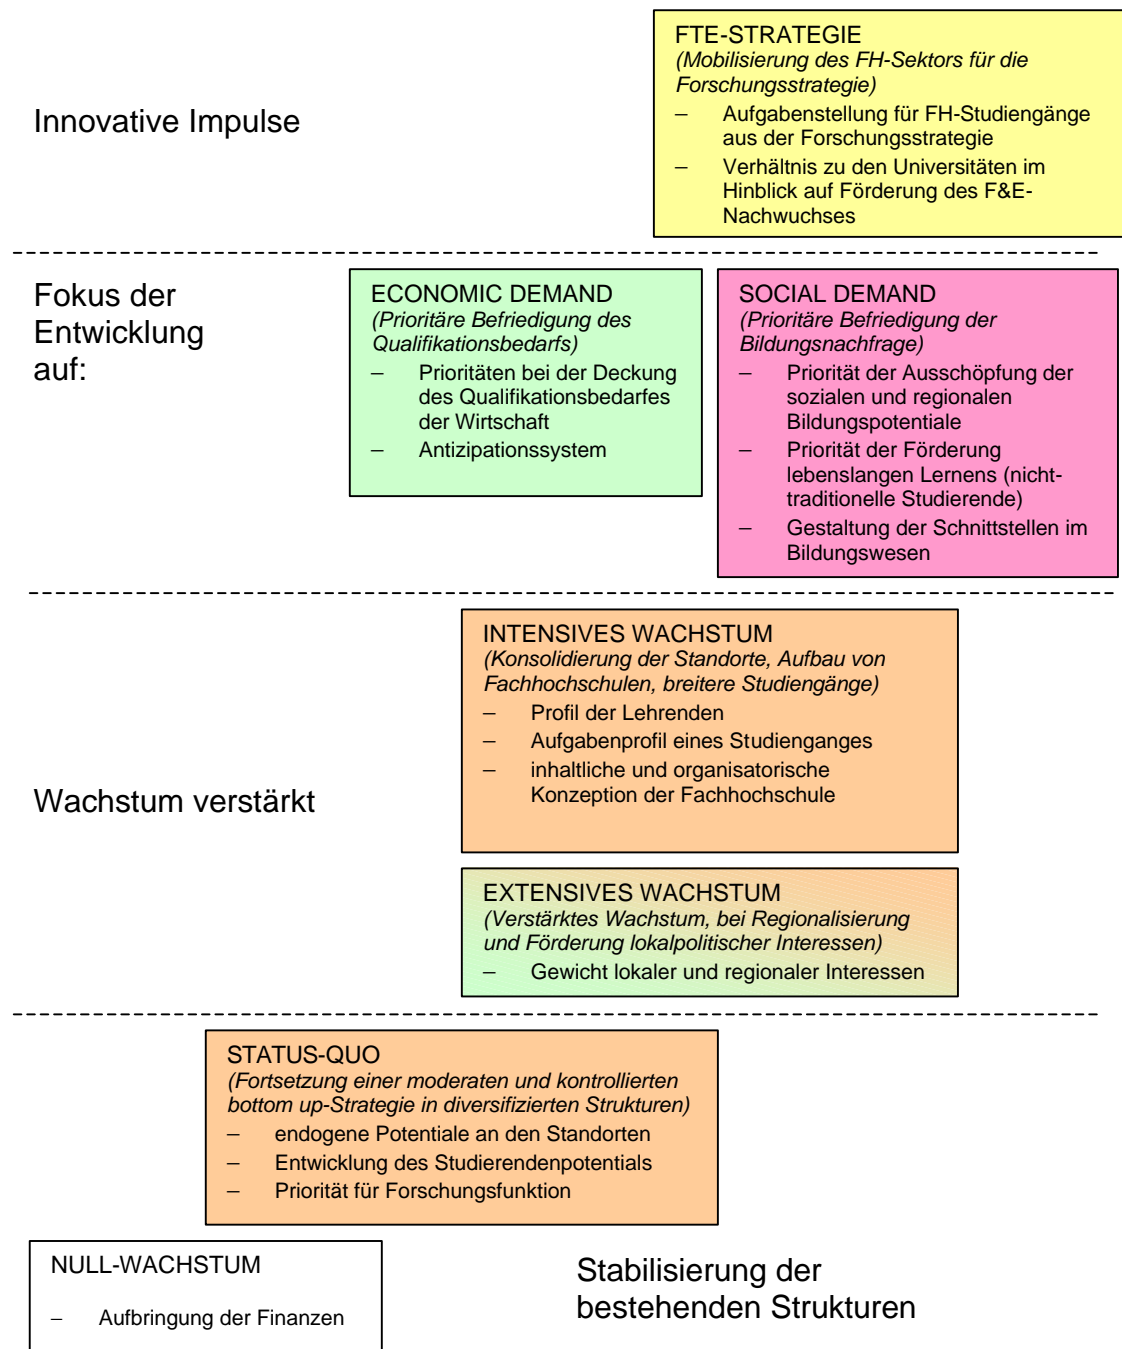 FTE-STRATEGIE
(Mobilisierung des FH-Sektors für die
Forschungsstrategie)
– Aufgabenstellung für FH-Studiengänge
aus der Forschungsstrategie
– Verhältnis zu den Universitäten im
Hinblick auf Förderung des F&E-
Nachwuchses
Innovative Impulse
Fokus der
Entwicklung
auf:
ECONOMIC DEMAND
(Prioritäre Befriedigung des
Qualifikationsbedarfs)
– Prioritäten bei der Deckung
des Qualifikationsbedarfes
der Wirtschaft
– Antizipationssystem
SOCIAL DEMAND
(Prioritäre Befriedigung der
Bildungsnachfrage)
– Priorität der Ausschöpfung der
sozialen und regionalen
Bildungspotentiale
– Priorität der Förderung
lebenslangen Lernens (nicht-
traditionelle Studierende)
– Gestaltung der Schnittstellen im
Bildungswesen
INTENSIVES WACHSTUM
(Konsolidierung der Standorte, Aufbau von
Fachhochschulen, breitere Studiengänge)
– Profil der Lehrenden
– Aufgabenprofil eines Studienganges
– inhaltliche und organisatorische
Konzeption der Fachhochschule
Wachstum verstärkt
EXTENSIVES WACHSTUM
(Verstärktes Wachstum, bei Regionalisierung
und Förderung lokalpolitischer Interessen)
– Gewicht lokaler und regionaler Interessen
STATUS-QUO
(Fortsetzung einer moderaten und kontrollierten
bottom up-Strategie in diversifizierten Strukturen)
– endogene Potentiale an den Standorten
– Entwicklung des Studierendenpotentials
– Priorität für Forschungsfunktion
NULL-WACHSTUM
– Aufbringung der Finanzen
Stabilisierung der
bestehenden Strukturen